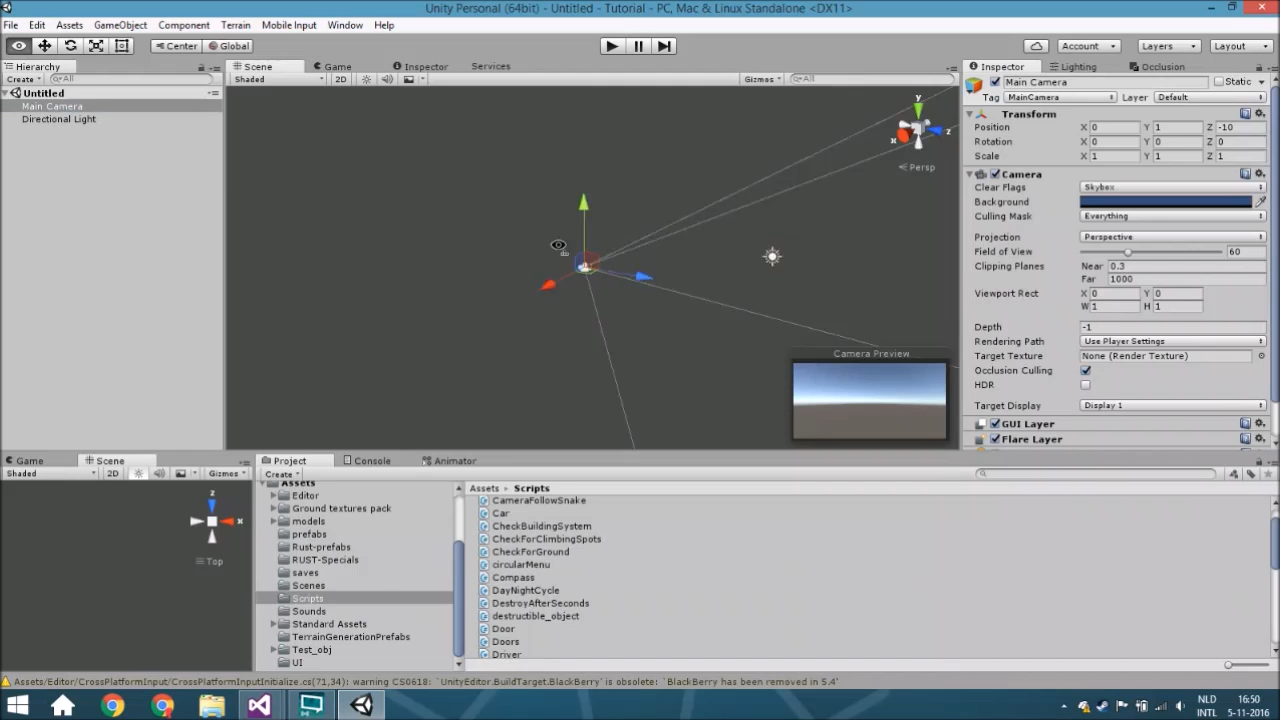 Unity Personal (64bit) - Untitled - Tutorial - PC, Mac & Linux Standalone <DX11>
File Edit Assets GameObject Component Terrain Mobile Input Window Help
Center Global Account Layers Layout
Hierarchy Scene Game Inspector Services Inspector Lighting Occlusion
Create All Shaded 2D Gizmos All Main Camera Static
Untitled Tag MainCamera Layer Default
Main Camera
Directional Light
y
x
z
Persp
Transform
Position X 0 Y 1 Z -10
Rotation X 0 Y 0 Z 0
Scale X 1 Y 1 Z 1
Camera
Clear Flags Skybox
Background
Culling Mask Everything
Projection Perspective
Field of View 60
Clipping Planes Near 0.3
Far 1000
Viewport Rect X 0 Y 0
W 1 H 1
Depth -1
Rendering Path Use Player Settings
Target Texture None (Render Texture)
Occlusion Culling
HDR
Target Display Display 1
GUI Layer
Flare Layer
Camera Preview
Game Scene Project Console Animator
Shaded 2D Gizmos Create
z
x
Top
Assets
Editor
Ground textures pack
models
prefabs
Rust-prefabs
RUST-Specials
saves
Scenes
Scripts
Sounds
Standard Assets
TerrainGenerationPrefabs
Test_obj
UI
Assets Scripts
CameraFollowSnake
Car
CheckBuildingSystem
CheckForClimbingSpots
CheckForGround
circularMenu
Compass
DayNightCycle
DestroyAfterSeconds
destructible_object
Door
Doors
Driver
Assets/Editor/CrossPlatformInput/CrossPlatformInputInitialize.cs(71,34): warning CS0618: `UnityEditor.BuildTarget.BlackBerry' is obsolete: `BlackBerry has been removed in 5.4'
NLD 16:50
INTL 5-11-2016